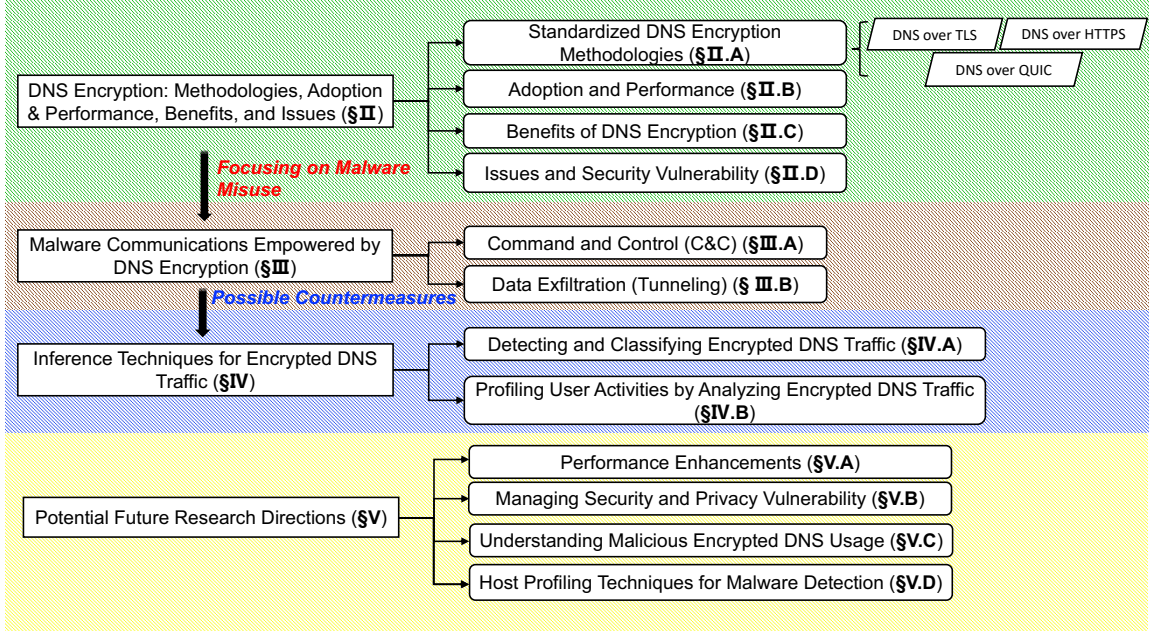 Standardized DNS Encryption
Methodologies (§Ⅱ.A)
DNS over TLS
DNS over HTTPS
DNS over QUIC
DNS Encryption: Methodologies, Adoption
& Performance, Benefits, and Issues (§Ⅱ)
Adoption and Performance (§Ⅱ.B)
Benefits of DNS Encryption (§Ⅱ.C)
Issues and Security Vulnerability (§Ⅱ.D)
Focusing on Malware
Misuse
Malware Communications Empowered by
DNS Encryption (§Ⅲ)
Command and Control (C&C) (§Ⅲ.A)
Data Exfiltration (Tunneling) (§ Ⅲ.B)
Possible Countermeasures
Inference Techniques for Encrypted DNS
Traffic (§Ⅳ)
Detecting and Classifying Encrypted DNS Traffic (§Ⅳ.A)
Profiling User Activities by Analyzing Encrypted DNS Traffic
(§Ⅳ.B)
Potential Future Research Directions (§Ⅴ)
Performance Enhancements (§Ⅴ.A)
Managing Security and Privacy Vulnerability (§Ⅴ.B)
Understanding Malicious Encrypted DNS Usage (§Ⅴ.C)
Host Profiling Techniques for Malware Detection (§Ⅴ.D)